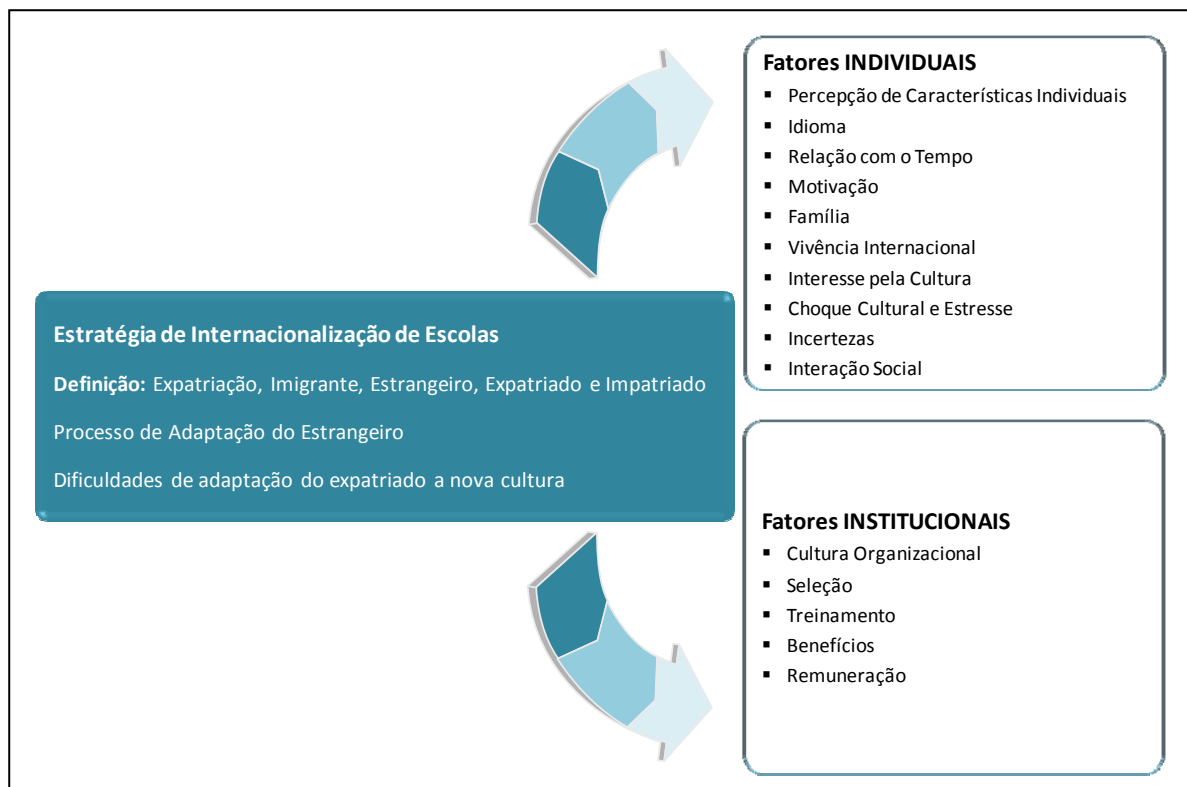 Fatores INDIVIDUAIS
▪ Percepção de Características Individuais
▪ Idioma
▪ Relação com o Tempo
▪ Motivação
▪ Família
▪ Vivência Internacional
▪ Interesse pela Cultura
▪ Choque Cultural e Estresse
▪ Incertezas
▪ Interação Social
Estratégia de Internacionalização de Escolas
Definição: Expatriação, Imigrante, Estrangeiro, Expatriado e Impatriado
Processo de Adaptação do Estrangeiro
Dificuldades de adaptação do expatriado a nova cultura
Fatores INSTITUCIONAIS
▪ Cultura Organizacional
▪ Seleção
▪ Treinamento
▪ Benefícios
▪ Remuneração